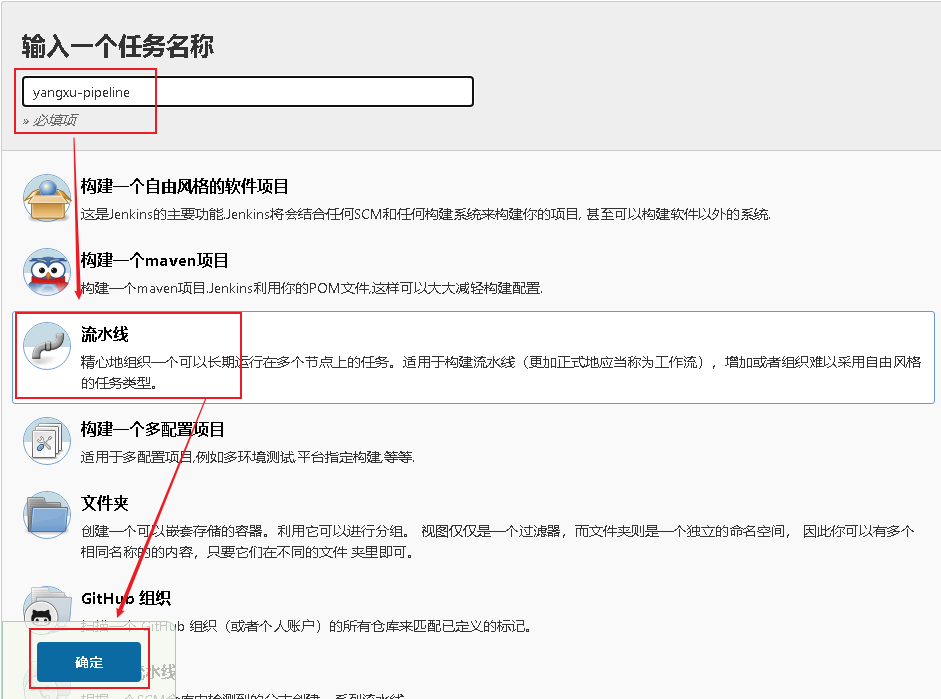 输入一个任务名称
yangxu-pipeline
» 必填项
构建一个自由风格的软件项目
这是Jenkins的主要功能.Jenkins将会结合任何SCM和任何构建系统来构建你的项目, 甚至可以构建软件以外的系统.
构建一个maven项目
构建一个maven项目.Jenkins利用你的POM文件,这样可以大大减轻构建配置.
流水线
精心地组织一个可以长期运行在多个节点上的任务。适用于构建流水线（更加正式地应当称为工作流），增加或者组织难以采用自由风格
的任务类型。
构建一个多配置项目
适用于多配置项目,例如多环境测试,平台指定构建,等等.
文件夹
创建一个可以嵌套存储的容器。利用它可以进行分组。 视图仅仅是一个过滤器，而文件夹则是一个独立的命名空间， 因此你可以有多个
相同名称的的内容，只要它们在不同的文件 夹里即可。
GitHub 组织
扫描一个 GitHub 组织（或者个人账户）的所有仓库来匹配已定义的标记。
确定
流水线